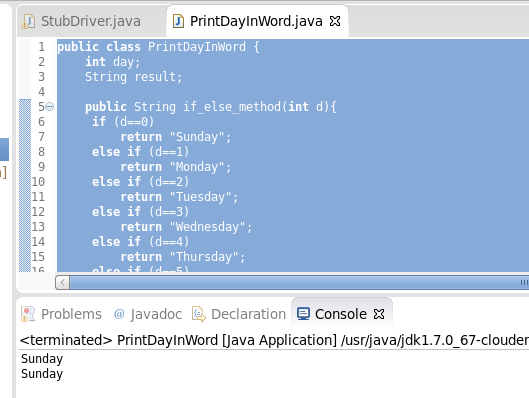 StubDriver.java PrintDayInWord.java
1 public class PrintDayInWord {
2 int day;
3 String result;
4
5 public String if_else_method(int d){
6 if (d==0)
7 return "Sunday";
8 else if (d==1)
9 return "Monday";
10 else if (d==2)
11 return "Tuesday";
12 else if (d==3)
13 return "Wednesday";
14 else if (d==4)
15 return "Thursday";
16 else if (d==5)
Problems @ Javadoc Declaration Console
<terminated> PrintDayInWord [Java Application] /usr/java/jdk1.7.0_67-clouder
Sunday
Sunday